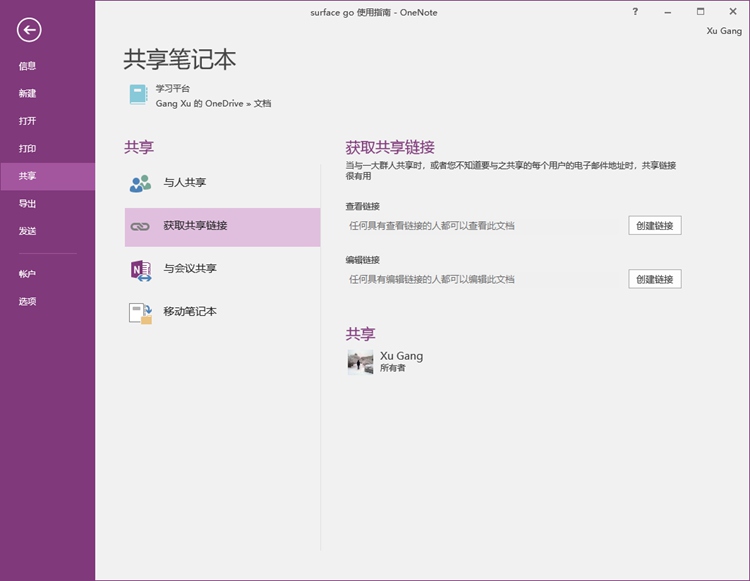 surface go 使用指南 - OneNote
?
Xu Gang
信息
新建
打开
打印
共享
导出
发送
帐户
选项
共享笔记本
学习平台
Gang Xu 的 OneDrive » 文档
共享
与人共享
获取共享链接
与会议共享
移动笔记本
获取共享链接
当与一大群人共享时，或者您不知道要与之共享的每个用户的电子邮件地址时，共享链接
很有用
查看链接
任何具有查看链接的人都可以查看此文档
创建链接
编辑链接
任何具有编辑链接的人都可以编辑此文档
创建链接
共享
Xu Gang
所有者